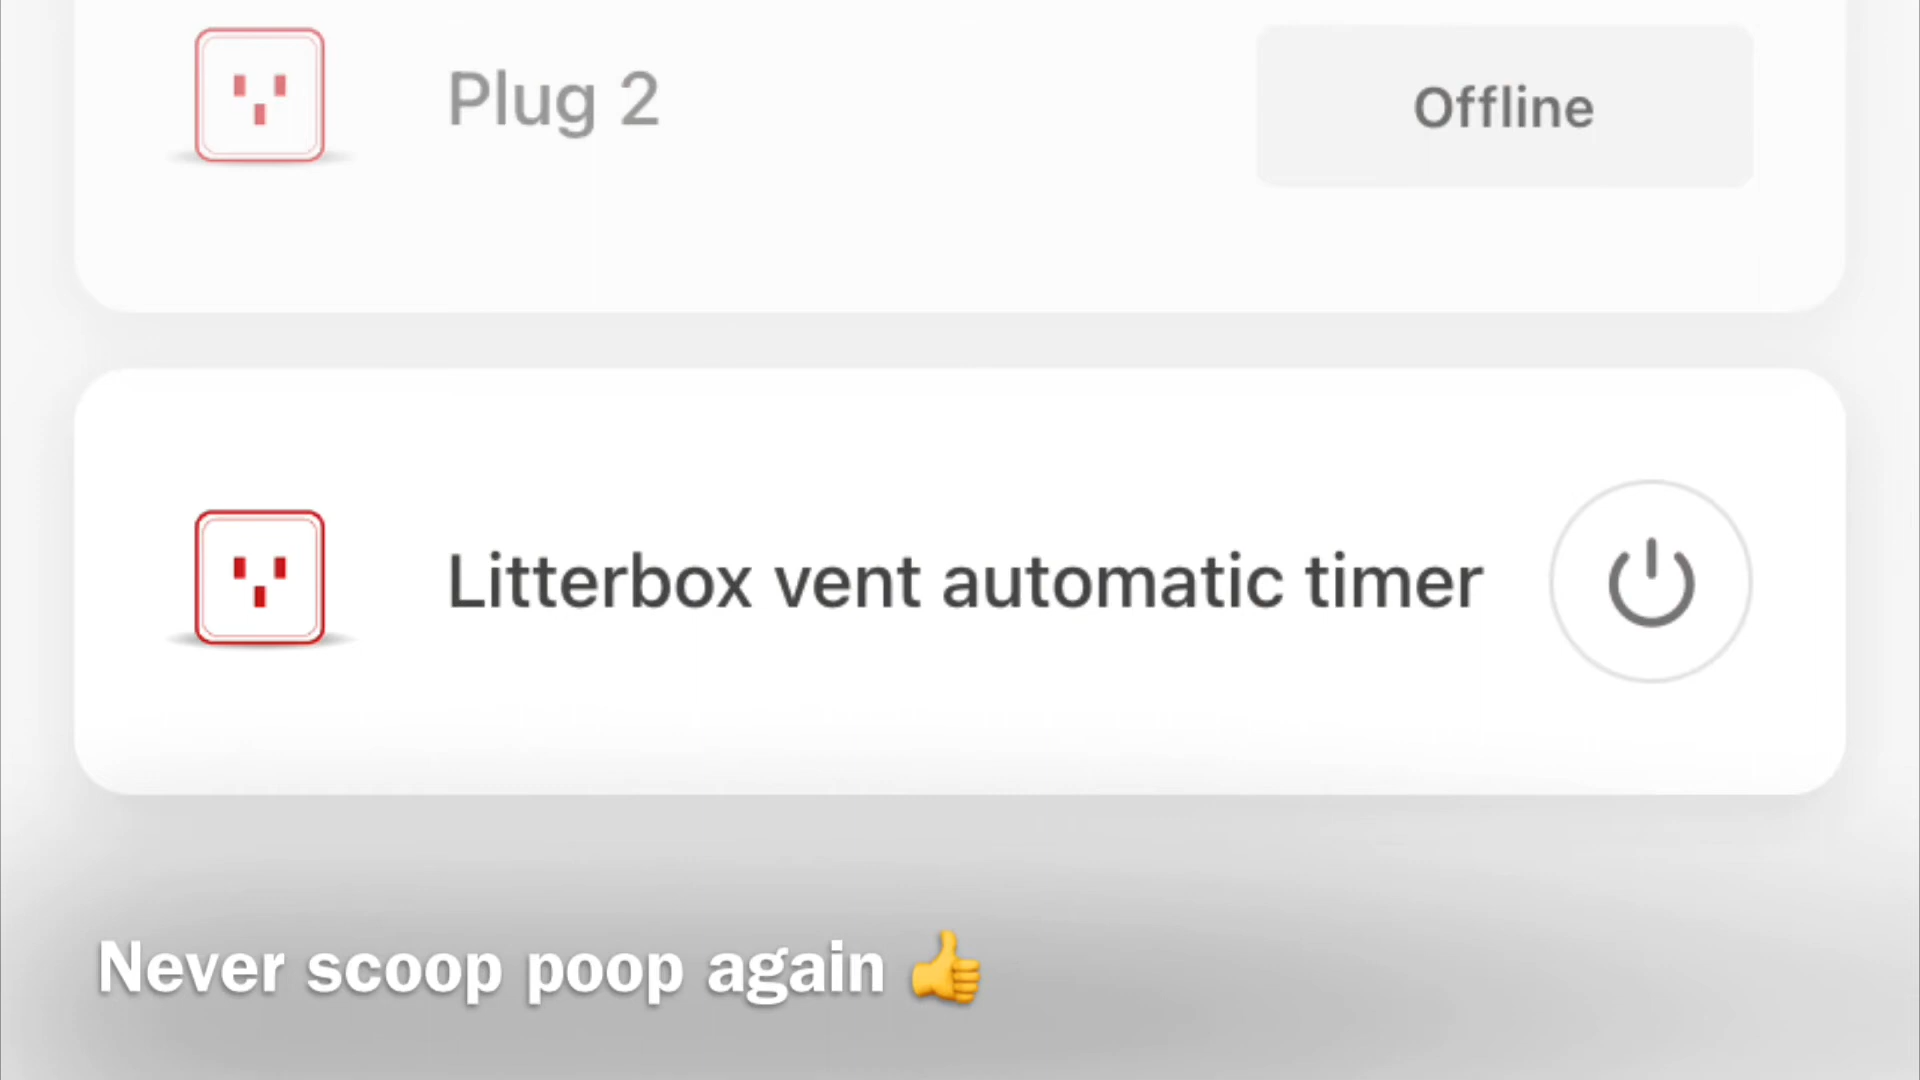 Plug 2
Offline
Litterbox vent automatic timer
Never scoop poop again 👍